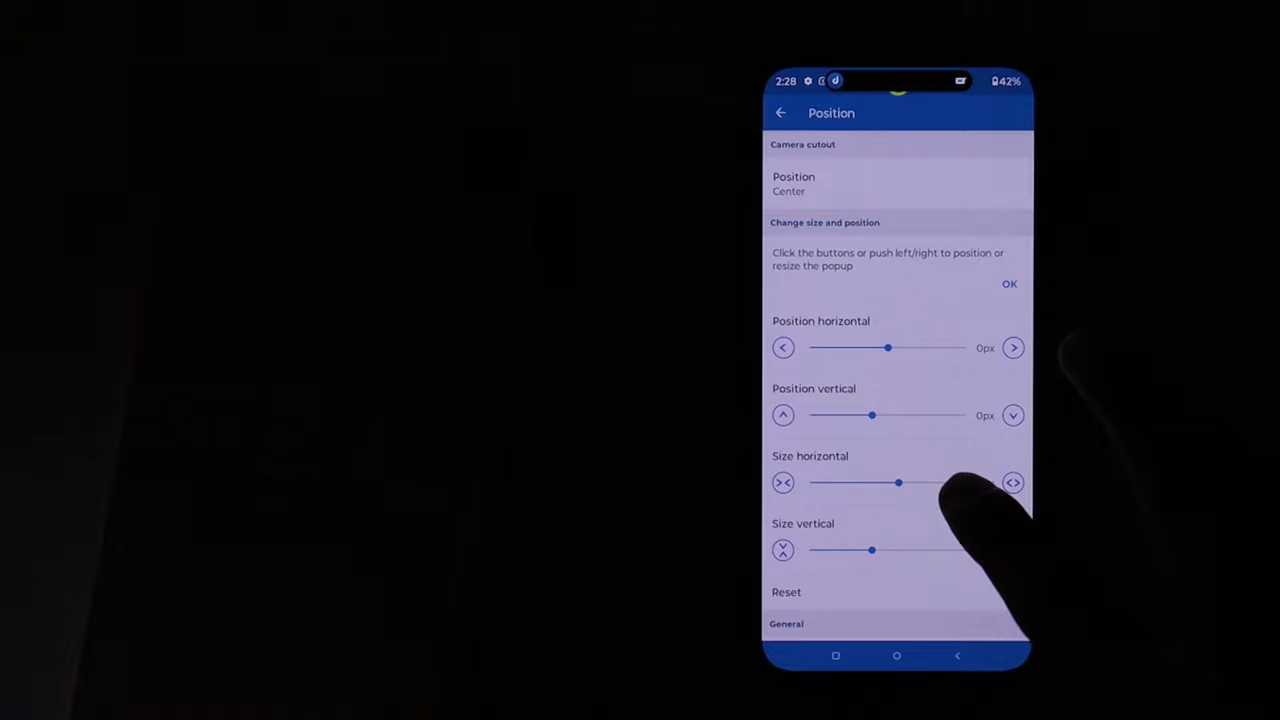 2:28 42%
Position
Camera cutout
Position
Center
Change size and position
Click the buttons or push left/right to position or
resize the popup
OK
Position horizontal
0px
Position vertical
0px
Size horizontal
Size vertical
Reset
General